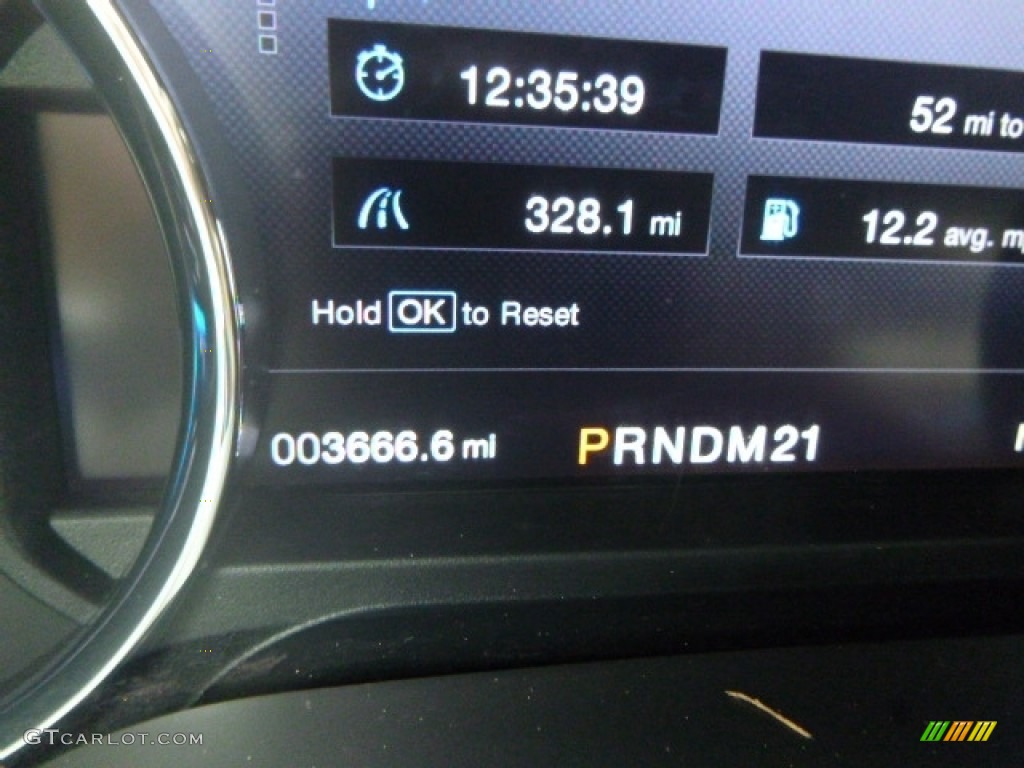 12:35:39
52 mi to
328.1 mi
12.2 avg.
Hold OK to Reset
003666.6 mi
PRNDM21
GTCARLOT.COM